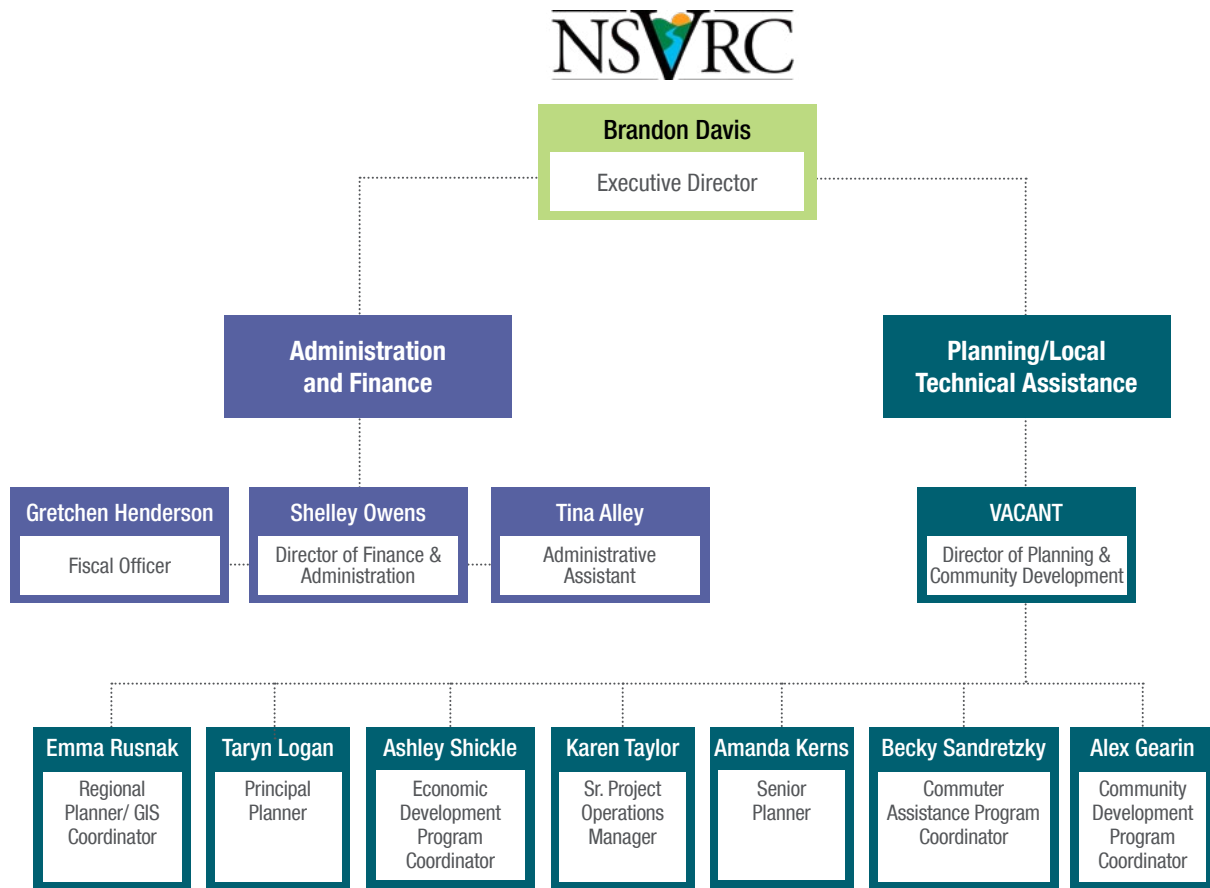 NSVRC
Brandon Davis
Executive Director
Administration
and Finance
Planning/Local
Technical Assistance
Gretchen Henderson
Fiscal Officer
Shelley Owens
Director of Finance &
Administration
Tina Alley
Administrative
Assistant
VACANT
Director of Planning &
Community Development
Emma Rusnak
Regional
Planner/ GIS
Coordinator
Taryn Logan
Principal
Planner
Ashley Shickle
Economic
Development
Program
Coordinator
Karen Taylor
Sr. Project
Operations
Manager
Amanda Kerns
Senior
Planner
Becky Sandretzky
Commuter
Assistance Program
Coordinator
Alex Gearin
Community
Development
Program
Coordinator